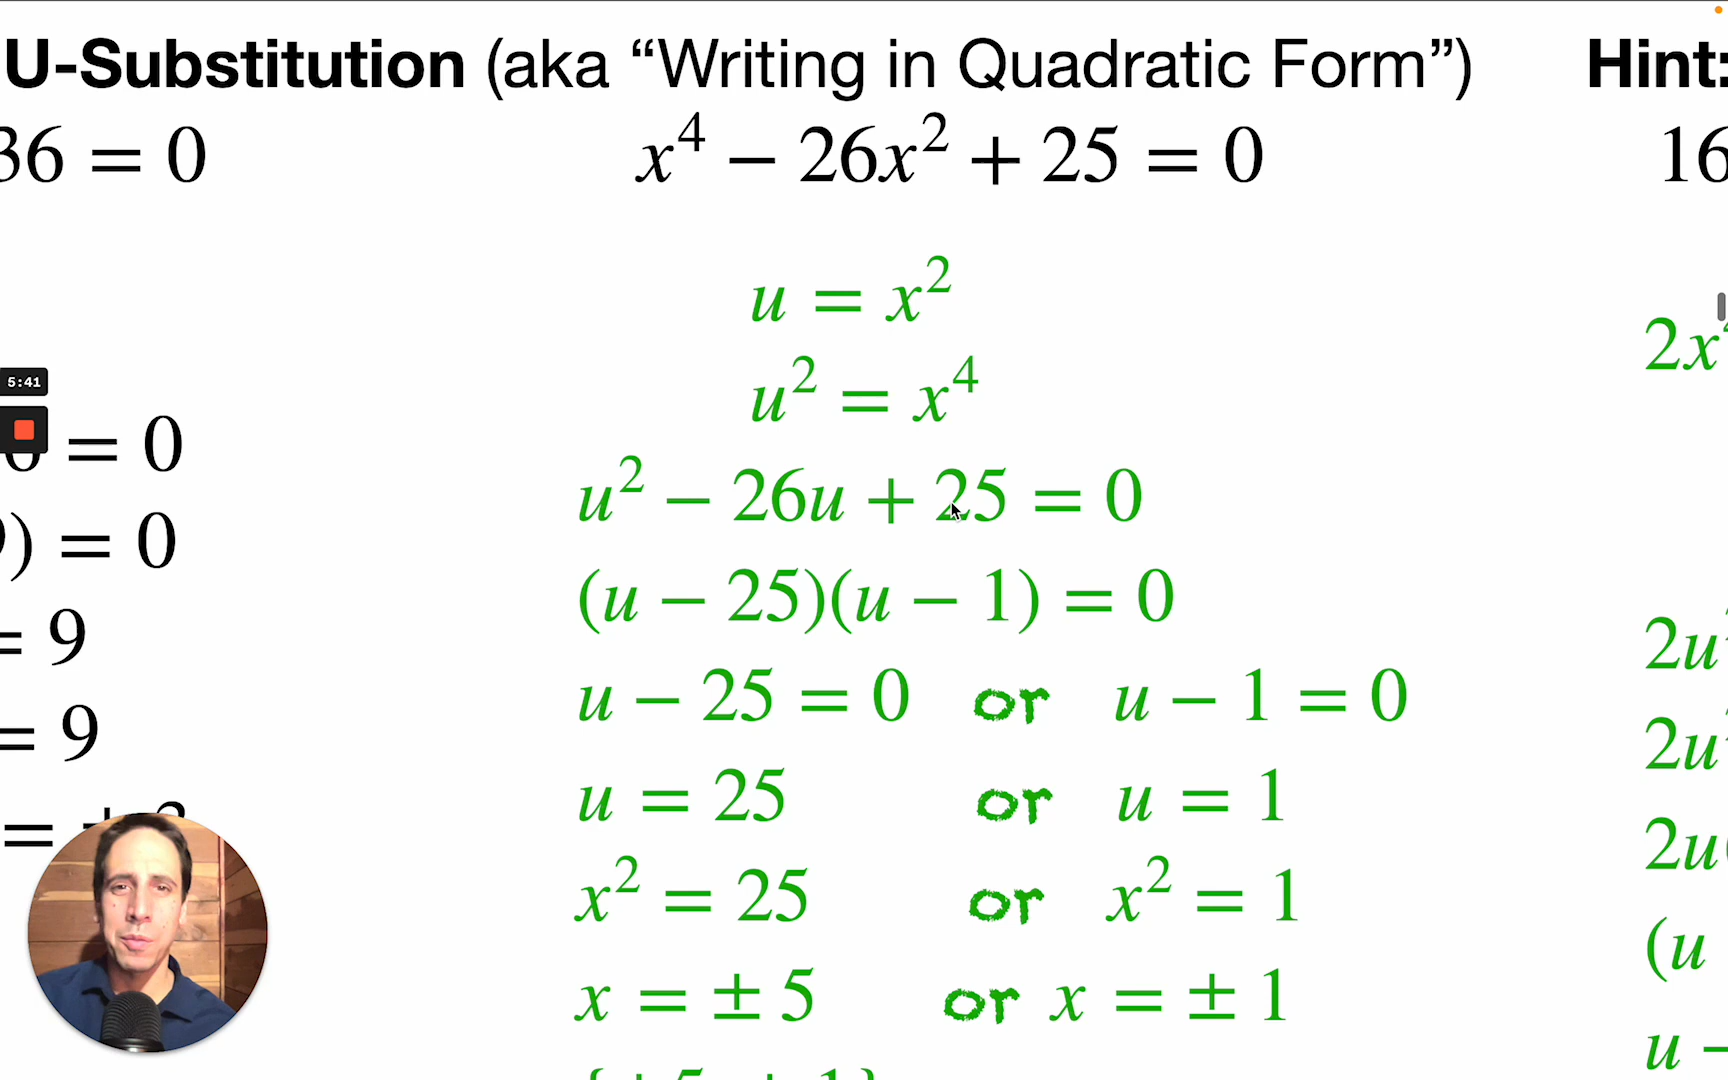 U-Substitution (aka “Writing in Quadratic Form”)
Hint:
36 = 0
x⁴ − 26x² + 25 = 0
16
u = x²
2x
5:41
u² = x⁴
= 0
u² − 26u + 25 = 0
) = 0
(u − 25)(u − 1) = 0
= 9
2u
u − 25 = 0 or u − 1 = 0
= 9
2u
u = 25 or u = 1
= ±
2u
x² = 25 or x² = 1
(u
x = ± 5 or x = ± 1
u −